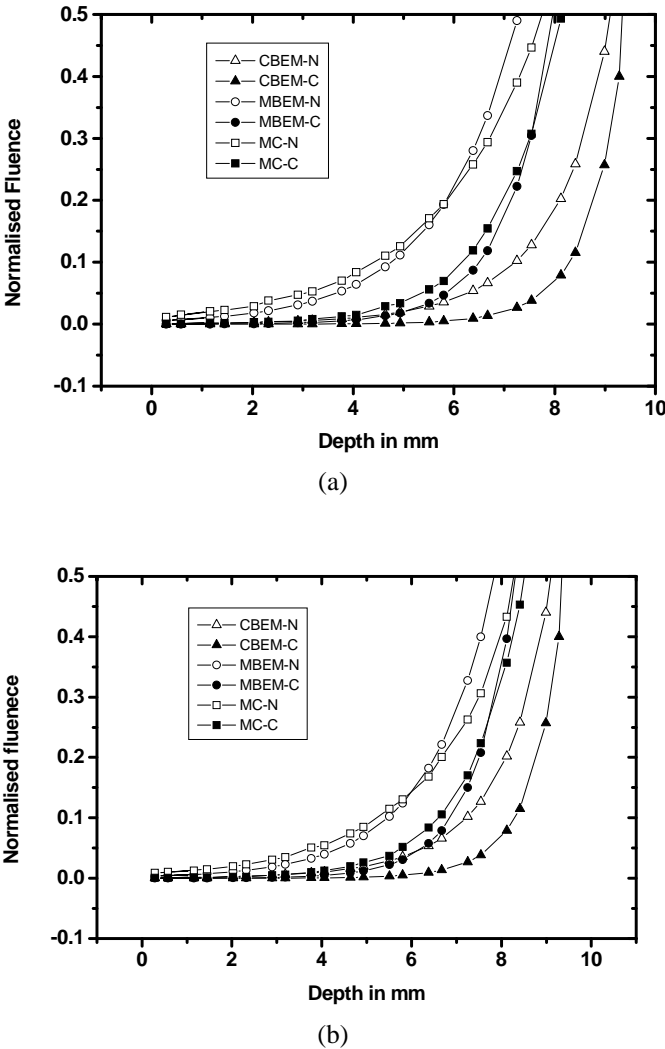 0.5
0.4
0.3
0.2
0.1
0.0
-0.1
Normalised Fluence
CBEM-N
CBEM-C
MBEM-N
MBEM-C
MC-N
MC-C
0 2 4 6 8 10
Depth in mm
(a)
0.5
0.4
0.3
0.2
0.1
0.0
-0.1
Normalised fluenece
CBEM-N
CBEM-C
MBEM-N
MBEM-C
MC-N
MC-C
0 2 4 6 8 10
Depth in mm
(b)